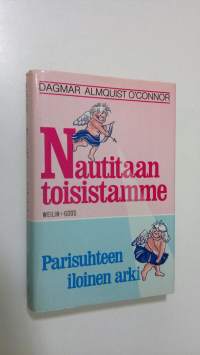 DAGMAR ALMQUIST O'CONNOR
Nautitaan
toisistamme
WEILIN+GÖÖS
Parisuhteen
iloinen arki